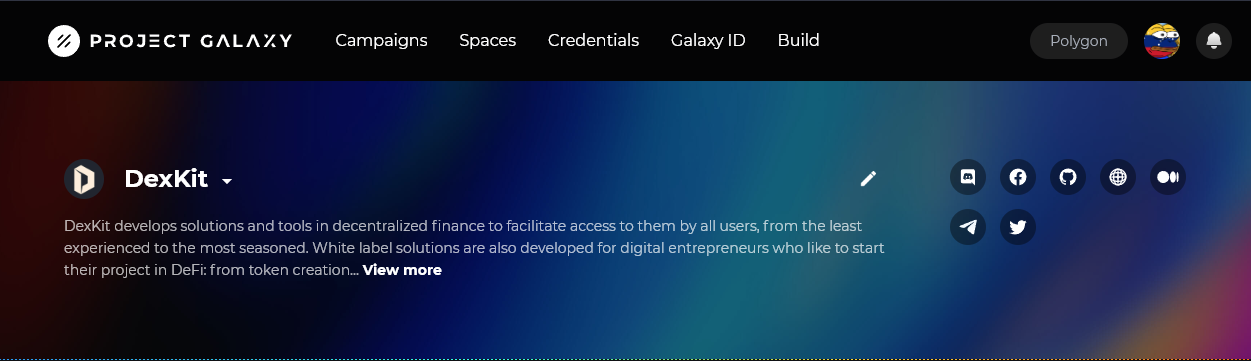 PROJECT GALAXY Campaigns Spaces Credentials Galaxy ID Build Polygon
DexKit
DexKit develops solutions and tools in decentralized finance to facilitate access to them by all users, from the least
experienced to the most seasoned. White label solutions are also developed for digital entrepreneurs who like to start
their project in DeFi: from token creation... View more